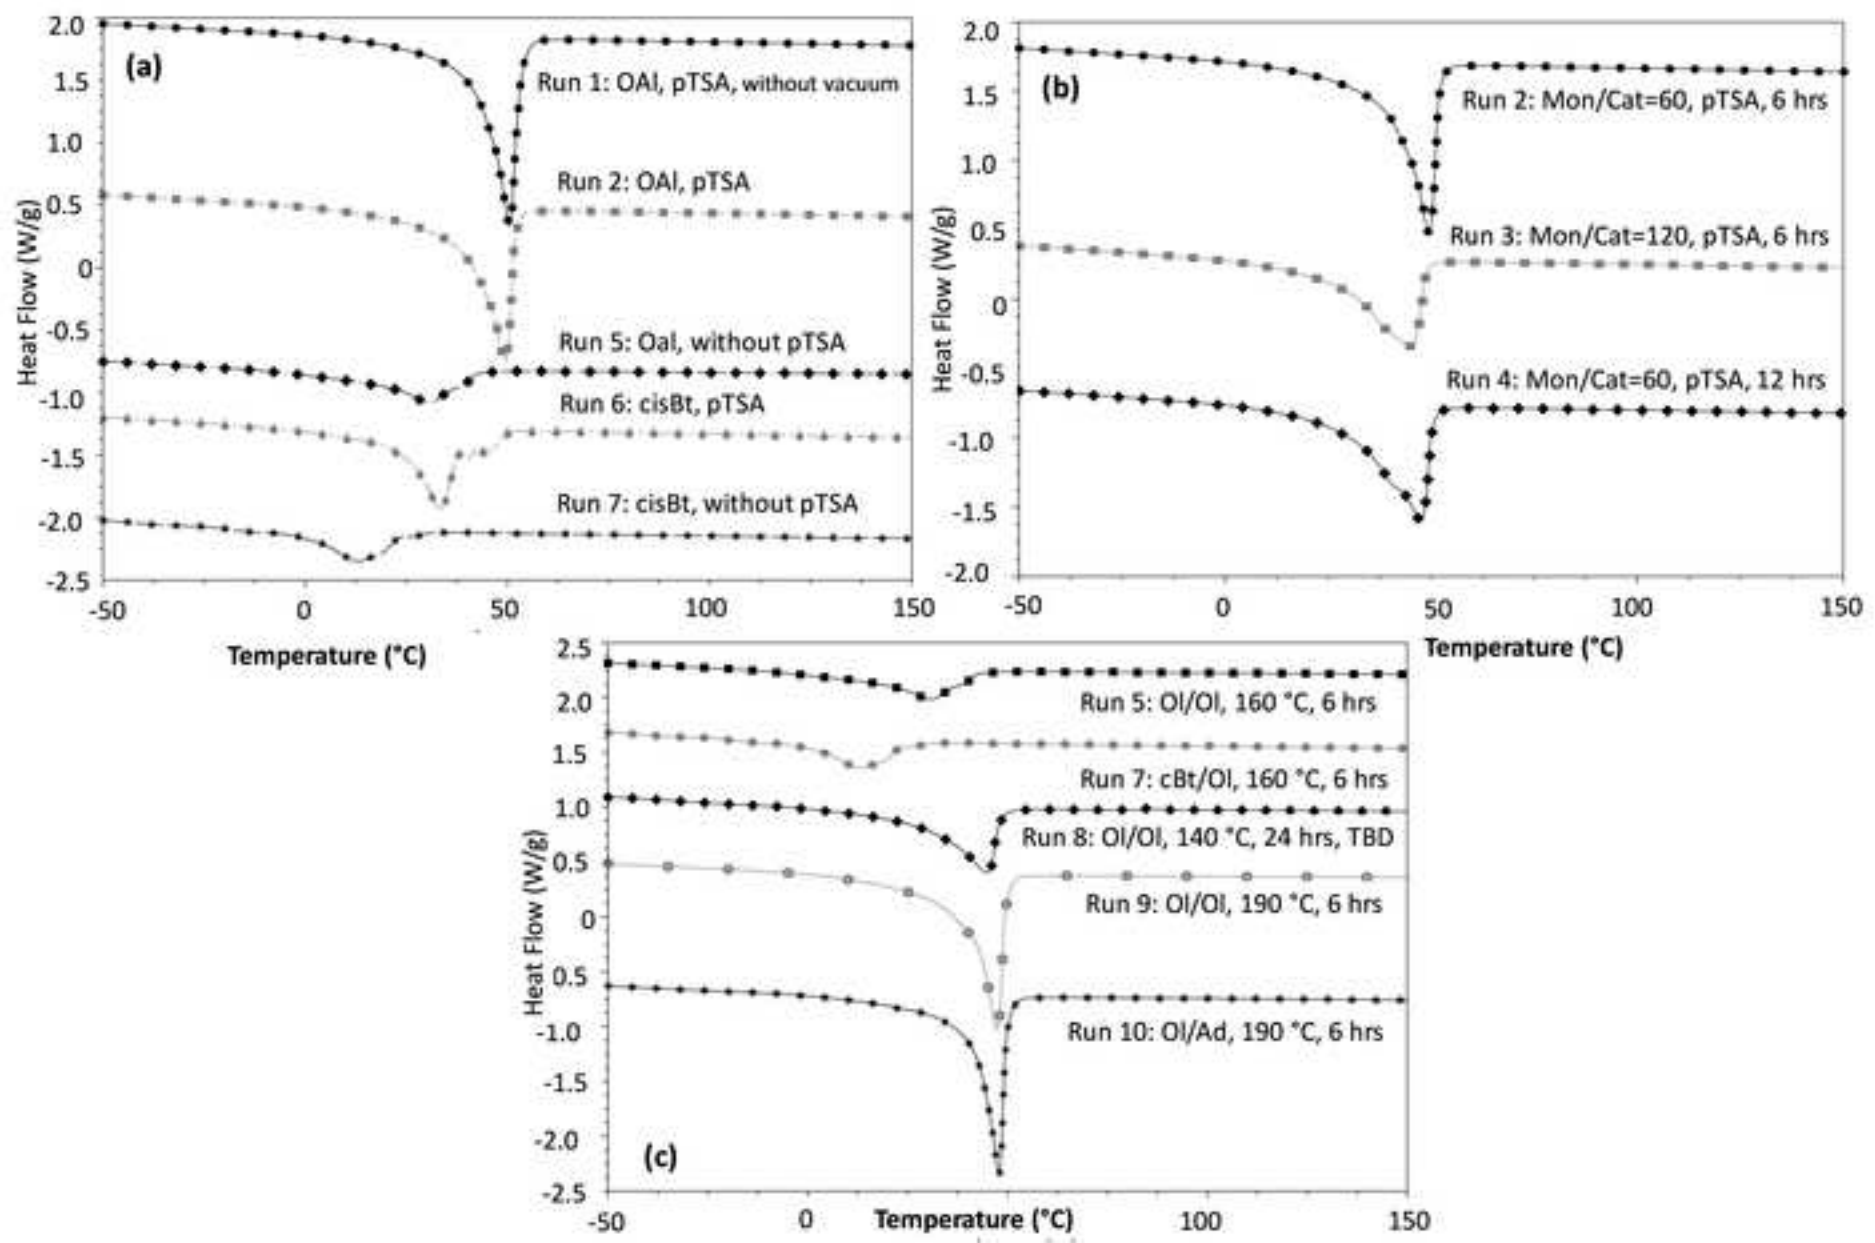 (a)
2.0
1.5
1.0
0.5
0
-0.5
-1.0
-1.5
-2.0
-2.5
Heat Flow (W/g)
Run 1: OAl, pTSA, without vacuum
Run 2: OAl, pTSA
Run 5: Oal, without pTSA
Run 6: cisBt, pTSA
Run 7: cisBt, without pTSA
-50 0 50 100 150
Temperature (°C)
(b)
2.0
1.5
1.0
0.5
0
-0.5
-1.0
-1.5
-2.0
Heat Flow (W/g)
Run 2: Mon/Cat=60, pTSA, 6 hrs
Run 3: Mon/Cat=120, pTSA, 6 hrs
Run 4: Mon/Cat=60, pTSA, 12 hrs
-50 0 50 100 150
Temperature (°C)
2.5
2.0
1.5
1.0
0.5
0
0.5
-1.0
-1.5
-2.0
-2.5
Heat Flow (W/g)
Run 5: Ol/Ol, 160 °C, 6 hrs
Run 7: cBt/Ol, 160 °C, 6 hrs
Run 8: Ol/Ol, 140 °C, 24 hrs, TBD
Run 9: Ol/Ol, 190 °C, 6 hrs
Run 10: Ol/Ad, 190 °C, 6 hrs
(c)
-50 0 Temperature (°C) 100 150